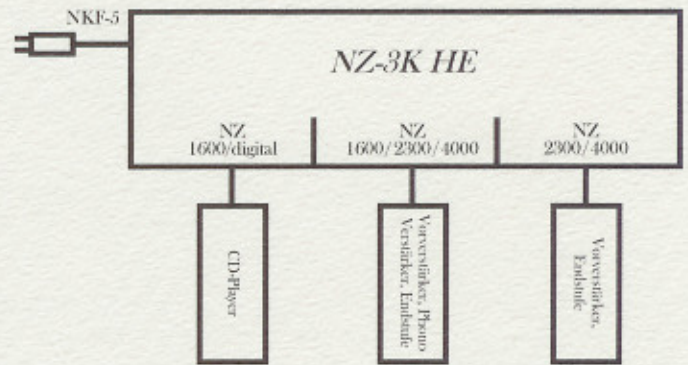 NKF-5
NZ-3K HE
NZ
1600/digital
NZ
1600/2300/4000
NZ
2300/4000
CD-Player
Vorverstärker, Phono
Verstärker, Endstufe
Vorverstärker,
Endstufe